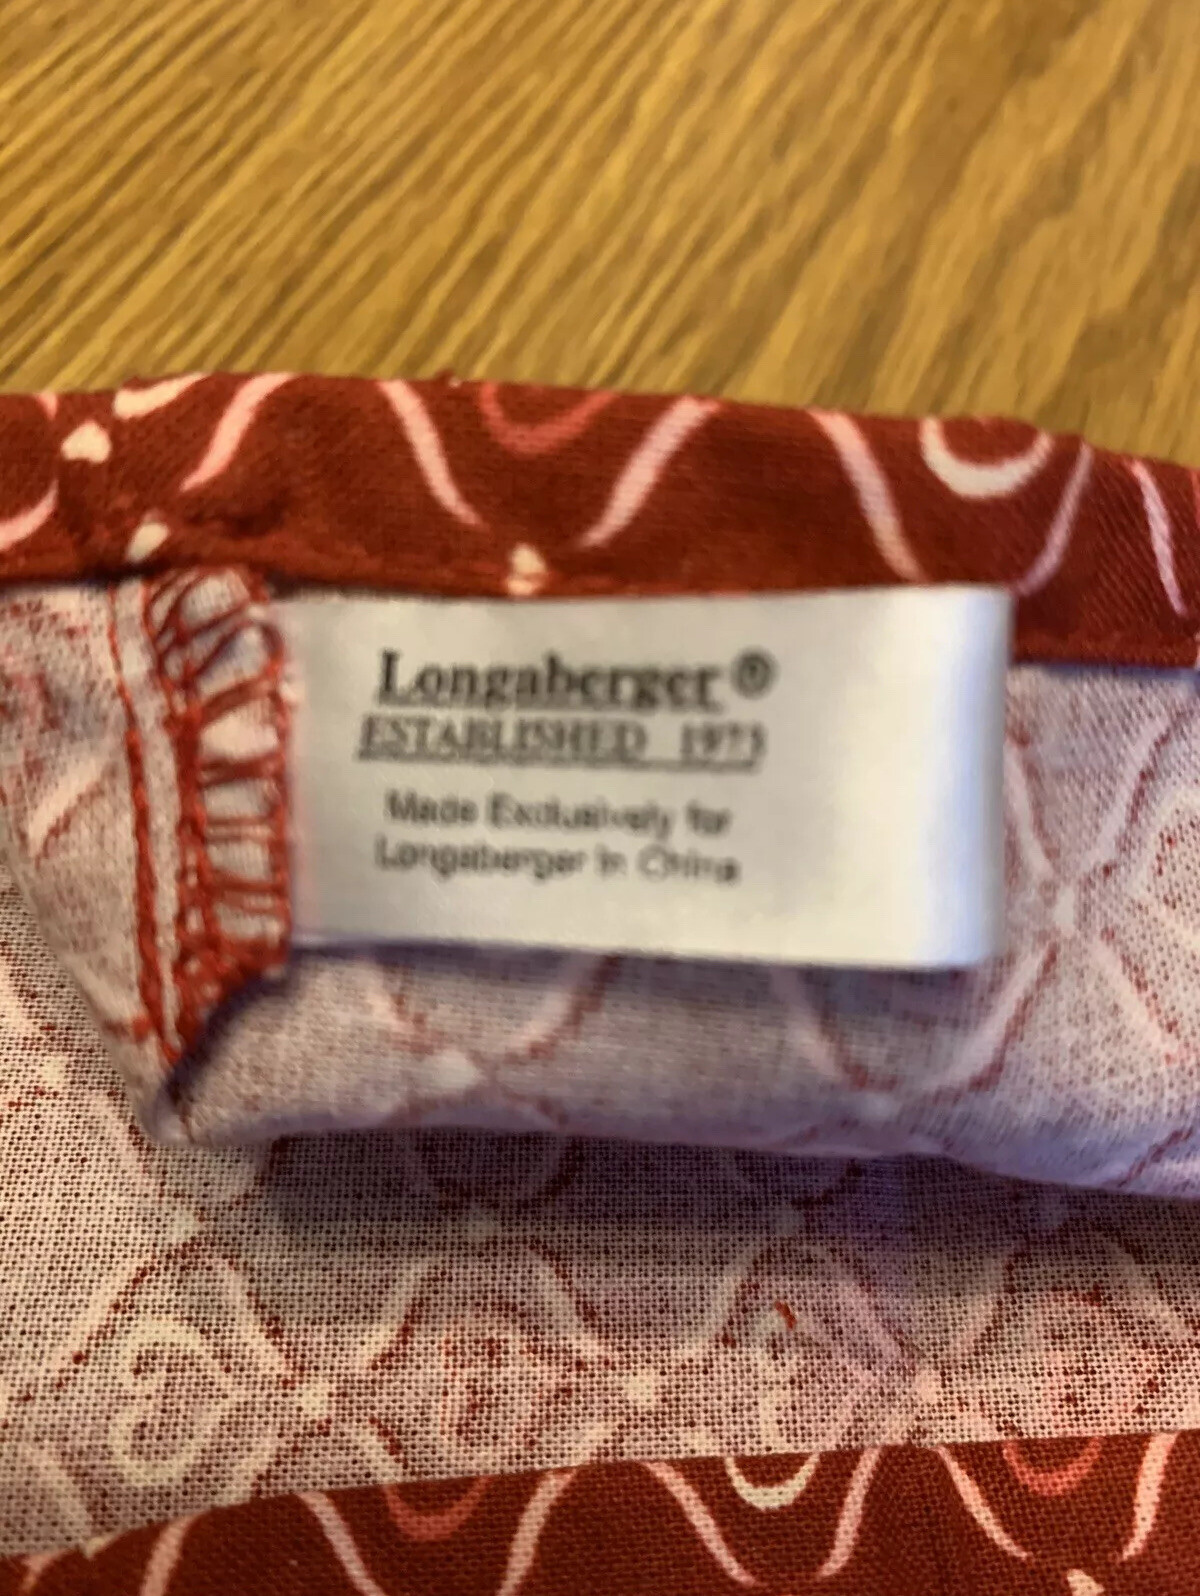 Longaberger®
ESTABLISHED 1973
Made Exclusively for
Longaberger in China